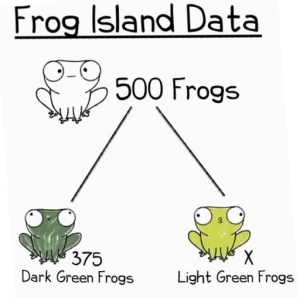 Frog Island Data
500 Frogs
375
Dark Green Frogs
X
Light Green Frogs